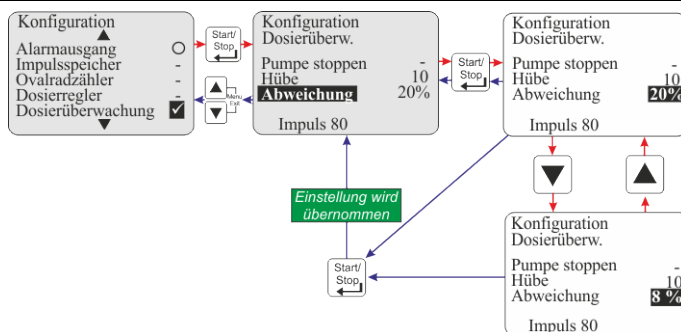 Konfiguration
Alarmausgang
Impulsspeicher -
Ovalradzähler -
Dosierregler -
Dosierüberwachung
Start/
Stop
Menu
Exit
Konfiguration
Dosierüberw.
Pumpe stoppen -
Hübe 10
Abweichung 20%
Impuls 80
Start/
Stop
Konfiguration
Dosierüberw.
Pumpe stoppen -
Hübe 10
Abweichung 20%
Impuls 80
Einstellung wird
übernommen
Start/
Stop
Konfiguration
Dosierüberw.
Pumpe stoppen -
Hübe 10
Abweichung 8 %
Impuls 80